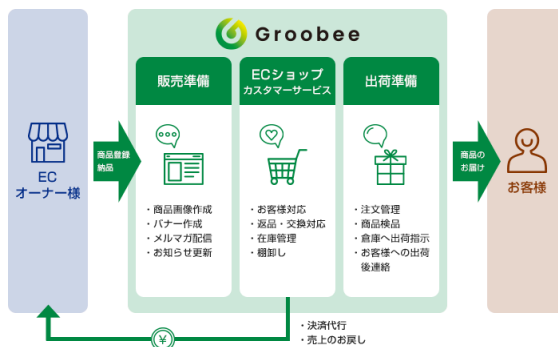 Groobee
EC
オーナー様
商品登録
納品
販売準備
・商品画像作成
・バナー作成
・メルマガ配信
・お知らせ更新
ECショップ
カスタマーサービス
・お客様対応
・返品・交換対応
・在庫管理
・棚卸し
出荷準備
・注文管理
・商品検品
・倉庫へ出荷指示
・お客様への出荷
後連絡
商品の
お届け
お客様
¥
・決済代行
・売上のお戻し